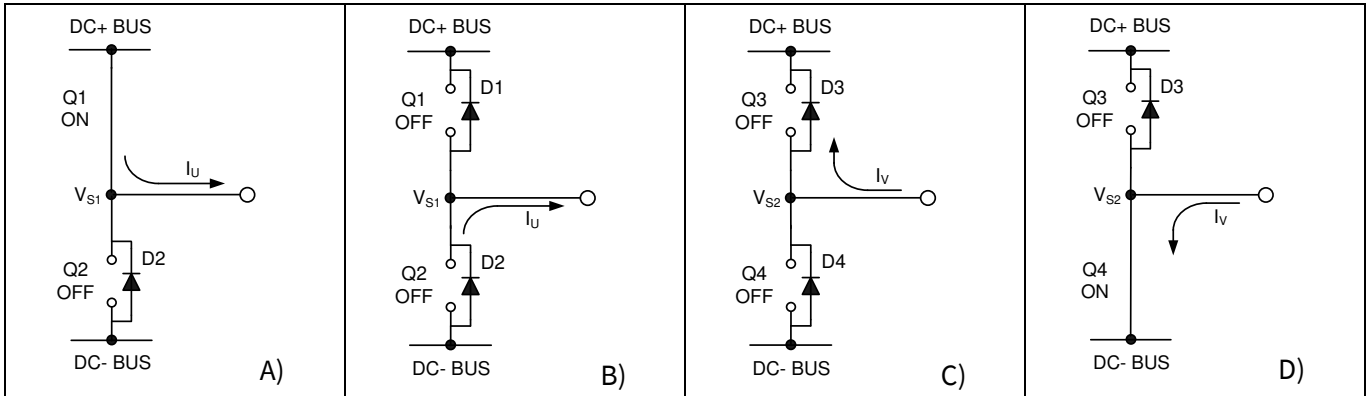 DC+ BUS
Q1
ON
I_U
V_S1
Q2
OFF
D2
DC- BUS
A)
DC+ BUS
D1
Q1
OFF
V_S1
I_U
D2
Q2
OFF
DC- BUS
B)
DC+ BUS
D3
Q3
OFF
I_V
V_S2
D4
Q4
OFF
DC- BUS
C)
DC+ BUS
D3
Q3
OFF
V_S2
I_V
Q4
ON
DC- BUS
D)